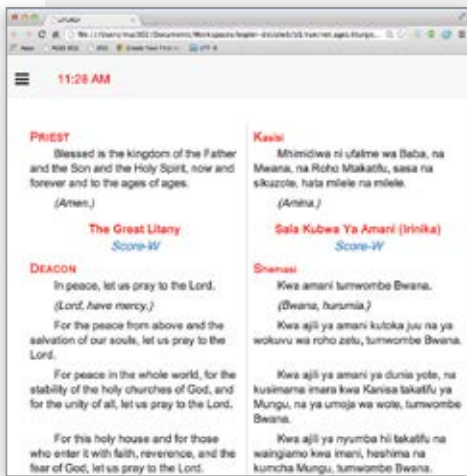 11:28 AM
PRIEST
Blessed is the kingdom of the Father
and the Son and the Holy Spirit, now and
forever and to the ages of ages.
(Amen.)
The Great Litany
Score-W
DEACON
In peace, let us pray to the Lord.
(Lord, have mercy.)
For the peace from above and the
salvation of our souls, let us pray to the
Lord.
For peace in the whole world, for the
stability of the holy churches of God, and
for the unity of all, let us pray to the Lord.
For this holy house and for those
who enter it with faith, reverence, and the
fear of God, let us pray to the Lord.
Kasisi
Mhimidiwa ni ufalme wa Baba, na
Mwana, na Roho Mtakatifu, sasa na
sikuzote, hata milele na milele.
(Amina.)
Sala Kubwa Ya Amani (Irinika)
Score-W
Shemasi
Kwa amani tumwombe Bwana.
(Bwana, hurumia.)
Kwa ajili ya amani kutoka juu na ya
wokuvu wa roho zetu, tumwombe Bwana.
Kwa ajili ya amani ya dunia yote, na
kusimama imara kwa Kanisa takatifu ya
Mungu, na ya umoja wa wote, tumwombe
Bwana.
Kwa ajili ya nyumba hii takatifu na
waingiamo kwa imani, heshima na
kumcha Mungu, tumwombe Bwana.